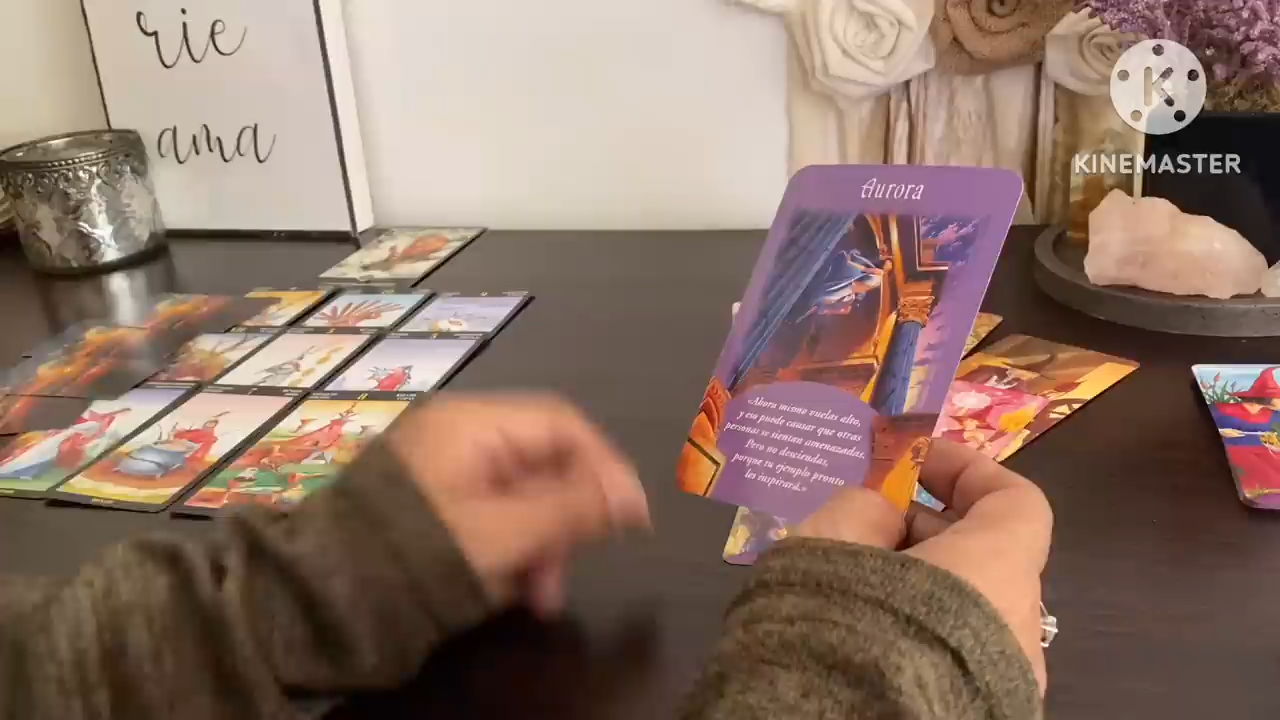 rie
ama
KINEMASTER
Aurora
«Ahora mismo vuelas alto,
y eso puede causar que otras
personas se sientan amenazadas.
Pero no desciendas,
porque tu ejemplo pronto
les inspirará.»